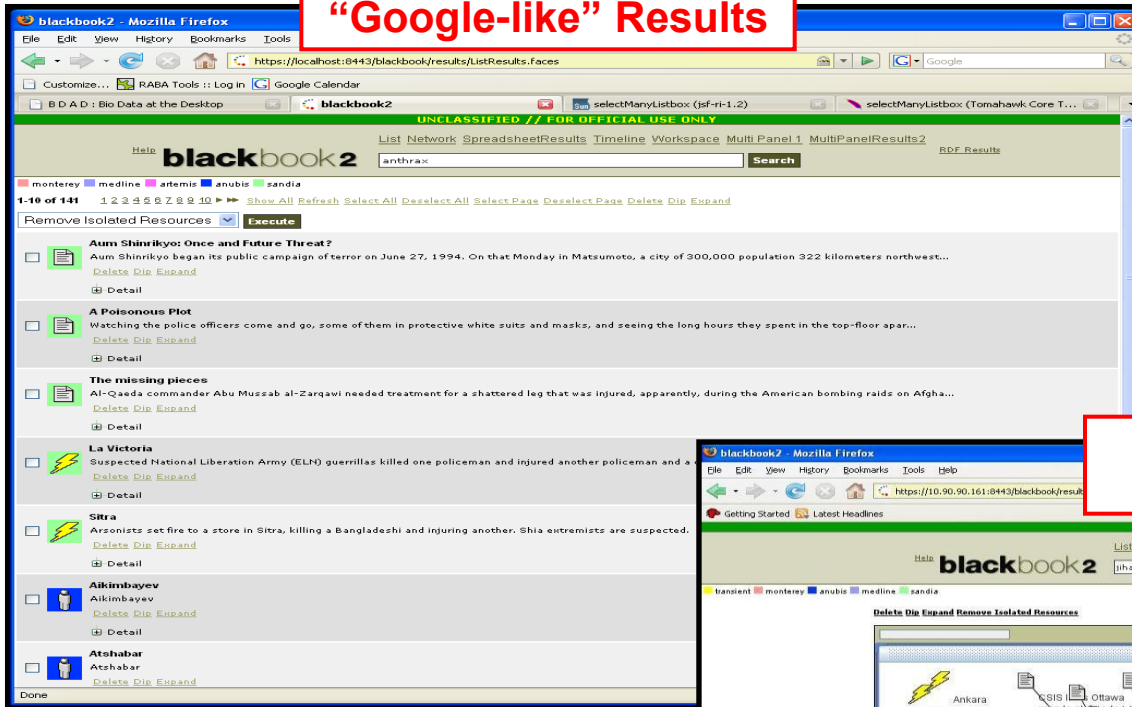 “Google-like” Results
blackbook2 - Mozilla Firefox
File Edit View History Bookmarks Tools
https://localhost:8443/blackbook/results/ListResults.faces
Google
Customize... RABA Tools :: Log in Google Calendar
B D A D : Bio Data at the Desktop blackbook2 selectManyListbox (jsf-ri-1.2) selectManyListbox (Tomahawk Core T...
UNCLASSIFIED // FOR OFFICIAL USE ONLY
List Network SpreadsheetResults Timeline Workspace Multi Panel 1 MultiPanelResults2
Help blackbook2 RDF Results
anthrax Search
monterey medline artemis anubis sandia
1-10 of 141 1 2 3 4 5 6 7 8 9 10 Show All Refresh Select All Deselect All Select Page Deselect Page Delete Dip Expand
Remove Isolated Resources Execute
Aum Shinrikyo: Once and Future Threat?
Aum Shinrikyo began its public campaign of terror on June 27, 1994. On that Monday in Matsumoto, a city of 300,000 population 322 kilometers northwest...
Delete Dip Expand
Detail
A Poisonous Plot
Watching the police officers come and go, some of them in protective white suits and masks, and seeing the long hours they spent in the top-floor apar...
Delete Dip Expand
Detail
The missing pieces
Al-Qaeda commander Abu Mussab al-Zarqawi needed treatment for a shattered leg that was injured, apparently, during the American bombing raids on Afgha...
Delete Dip Expand
Detail
La Victoria
Suspected National Liberation Army (ELN) guerrillas killed one policeman and injured another policeman and a
Delete Dip Expand
Detail
Sitra
Arsonists set fire to a store in Sitra, killing a Bangladeshi and injuring another. Shia extremists are suspected.
Delete Dip Expand
Detail
Aikimbayev
Aikimbayev
Delete Dip Expand
Detail
Atshabar
Atshabar
Delete Dip Expand
Done
blackbook2 - Mozilla Firefox
File Edit View History Bookmarks Tools Help
https://10.90.90.161:8443/blackbook/result
Getting Started Latest Headlines
List
Help blackbook2 jiha
transient monterey anubis medline sandia
Delete Dip Expand Remove Isolated Resources
Ankara CSIS Ottawa